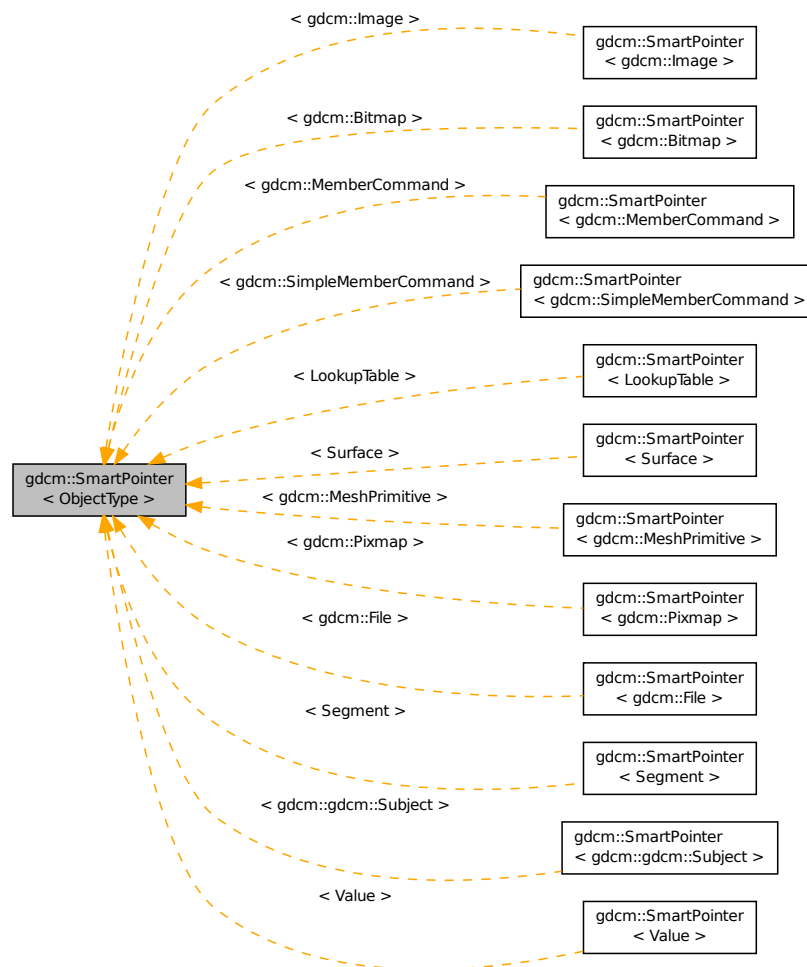 < gdcm::Image >
gdcm::SmartPointer
< gdcm::Image >
< gdcm::Bitmap >
gdcm::SmartPointer
< gdcm::Bitmap >
< gdcm::MemberCommand >
gdcm::SmartPointer
< gdcm::MemberCommand >
< gdcm::SimpleMemberCommand >
gdcm::SmartPointer
< gdcm::SimpleMemberCommand >
< LookupTable >
gdcm::SmartPointer
< LookupTable >
< Surface >
gdcm::SmartPointer
< Surface >
gdcm::SmartPointer
< ObjectType >
< gdcm::MeshPrimitive >
gdcm::SmartPointer
< gdcm::MeshPrimitive >
< gdcm::Pixmap >
gdcm::SmartPointer
< gdcm::Pixmap >
< gdcm::File >
gdcm::SmartPointer
< gdcm::File >
< Segment >
gdcm::SmartPointer
< Segment >
< gdcm::gdcm::Subject >
gdcm::SmartPointer
< gdcm::gdcm::Subject >
< Value >
gdcm::SmartPointer
< Value >